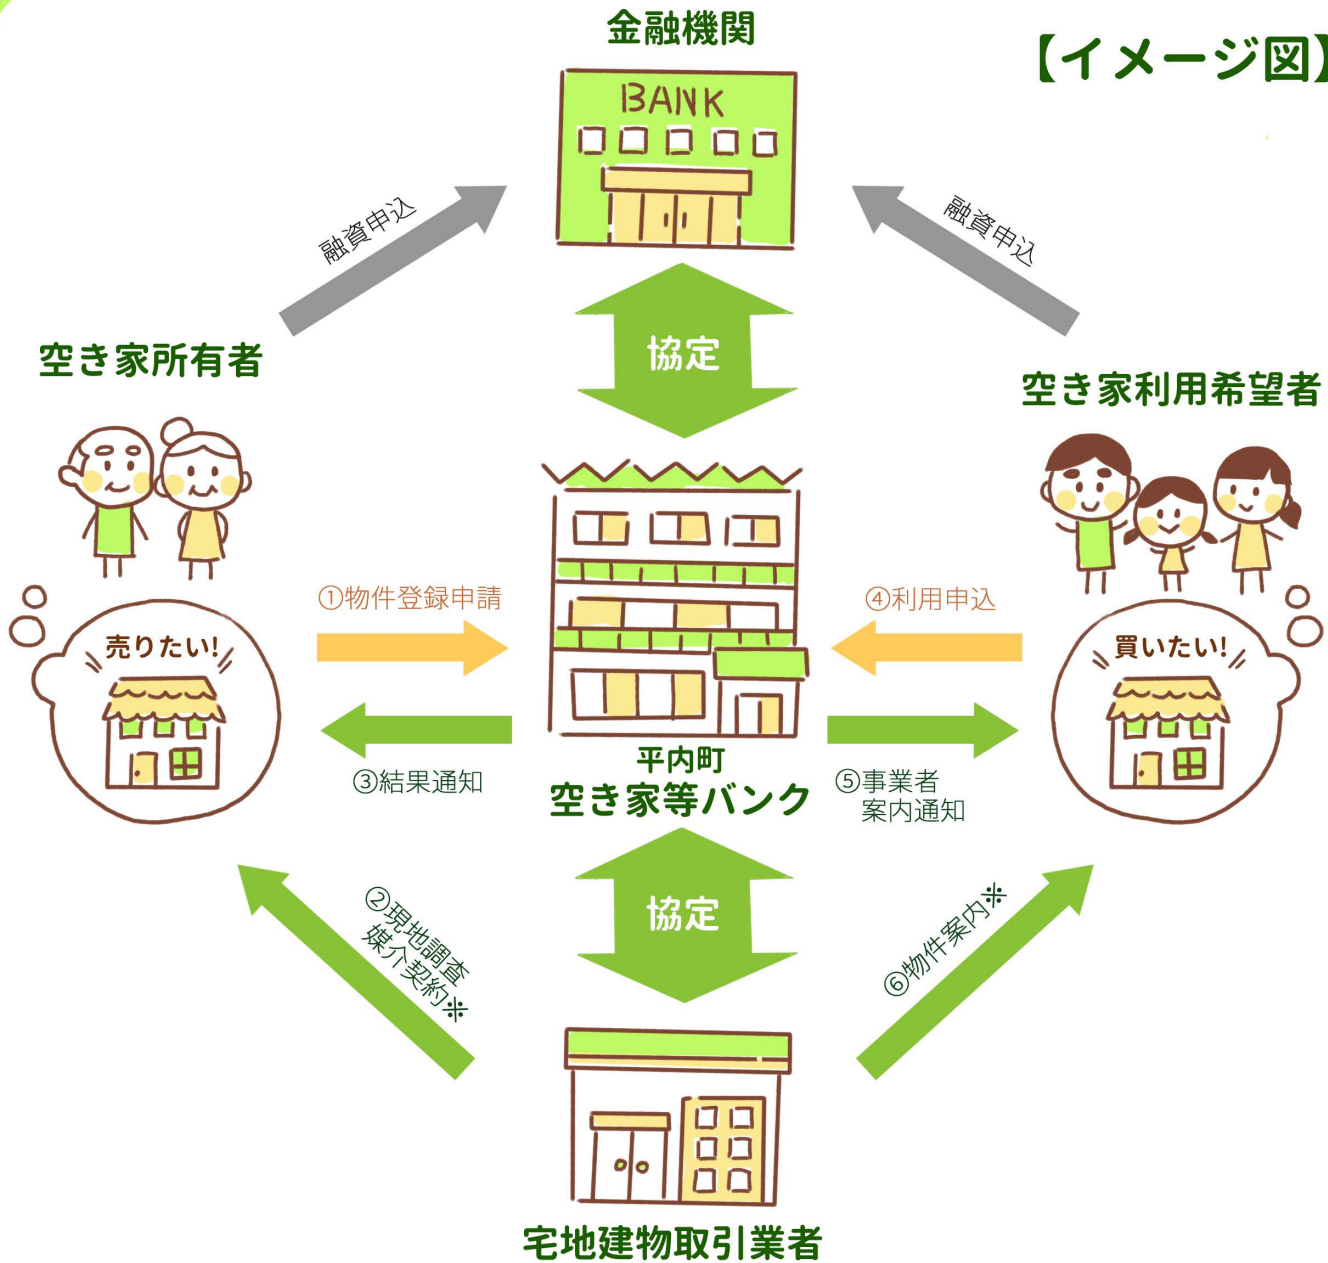 金融機関
【イメージ図】
BANK
融資申込
融資申込
協定
空き家所有者
空き家利用希望者
①物件登録申請
④利用申込
売りたい!
買いたい!
③結果通知
平内町
空き家等バンク
⑤事業者
案内通知
②現地調査
媒介契約※
協定
⑥物件案内※
宅地建物取引業者